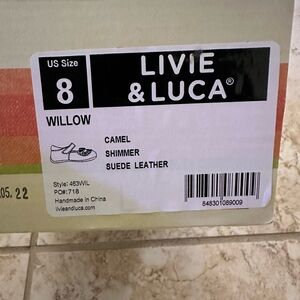 US Size
8
LIVIE
& LUCA®
WILLOW
CAMEL
SHIMMER
SUEDE LEATHER
Style: 463WIL
PO#: 718
Handmade in China
livieandluca.com
848301089009
05. 22